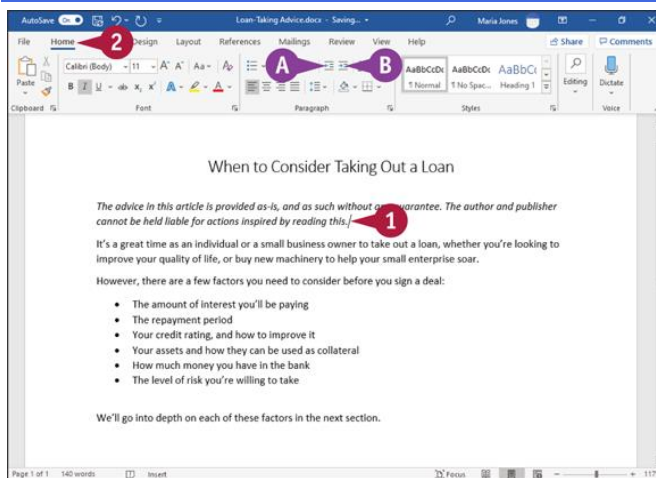 AutoSave On Loan-Taking Advice.docx - Saving... Maria Jones
File Home Design Layout References Mailings Review View Help Share Comments
2
A
B
Calibri (Body) 11 A A Aa A
AaBbCcDc AaBbCcDc AaBbCc
Paste
B I U ab x, x² A A
¶ Normal ¶ No Spac... Heading 1
Editing Dictate
Clipboard Font Paragraph Styles Voice
When to Consider Taking Out a Loan
The advice in this article is provided as-is, and as such without guarantee. The author and publisher
cannot be held liable for actions inspired by reading this.
1
It's a great time as an individual or a small business owner to take out a loan, whether you're looking to
improve your quality of life, or buy new machinery to help your small enterprise soar.
However, there are a few factors you need to consider before you sign a deal:
• The amount of interest you'll be paying
• The repayment period
• Your credit rating, and how to improve it
• Your assets and how they can be used as collateral
• How much money you have in the bank
• The level of risk you're willing to take
We'll go into depth on each of these factors in the next section.
Page 1 of 1 140 words Insert Focus